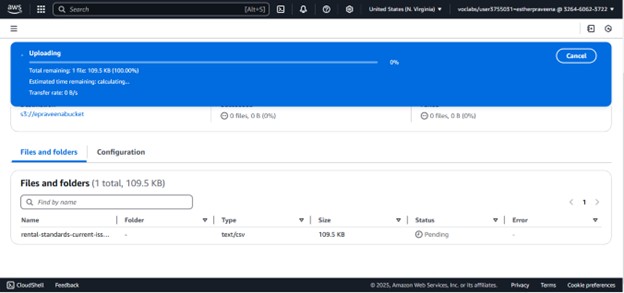 aws Search [Alt+S] United States (N. Virginia) ▼ voclabs/user3755031=estherpraveena @ 3264-6062-3722 ▼
Uploading
0%
Cancel
Total remaining: 1 file: 109.5 KB (100.00%)
Estimated time remaining: calculating...
Transfer rate: 0 B/s
s3://epraveenabucket 0 files, 0 B (0%) 0 files, 0 B (0%)
Files and folders Configuration
Files and folders (1 total, 109.5 KB)
Find by name 1
Name Folder Type Size Status Error
rental-standards-current-iss... - text/csv 109.5 KB Pending -
CloudShell Feedback © 2025, Amazon Web Services, Inc. or its affiliates. Privacy Terms Cookie preferences